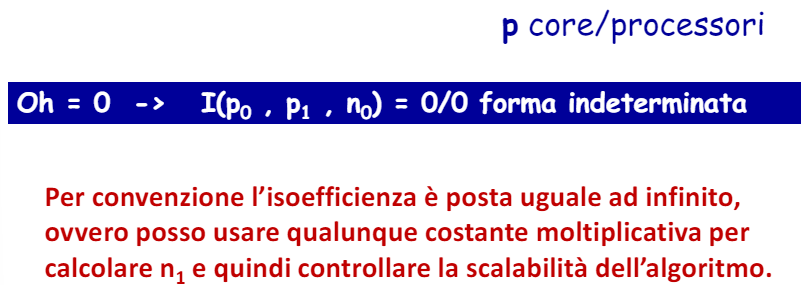 p core/processori
Oh = 0 -> I(p₀ , p₁ , n₀) = 0/0 forma indeterminata
Per convenzione l’isoefficienza è posta uguale ad infinito,
ovvero posso usare qualunque costante moltiplicativa per
calcolare n₁ e quindi controllare la scalabilità dell’algoritmo.